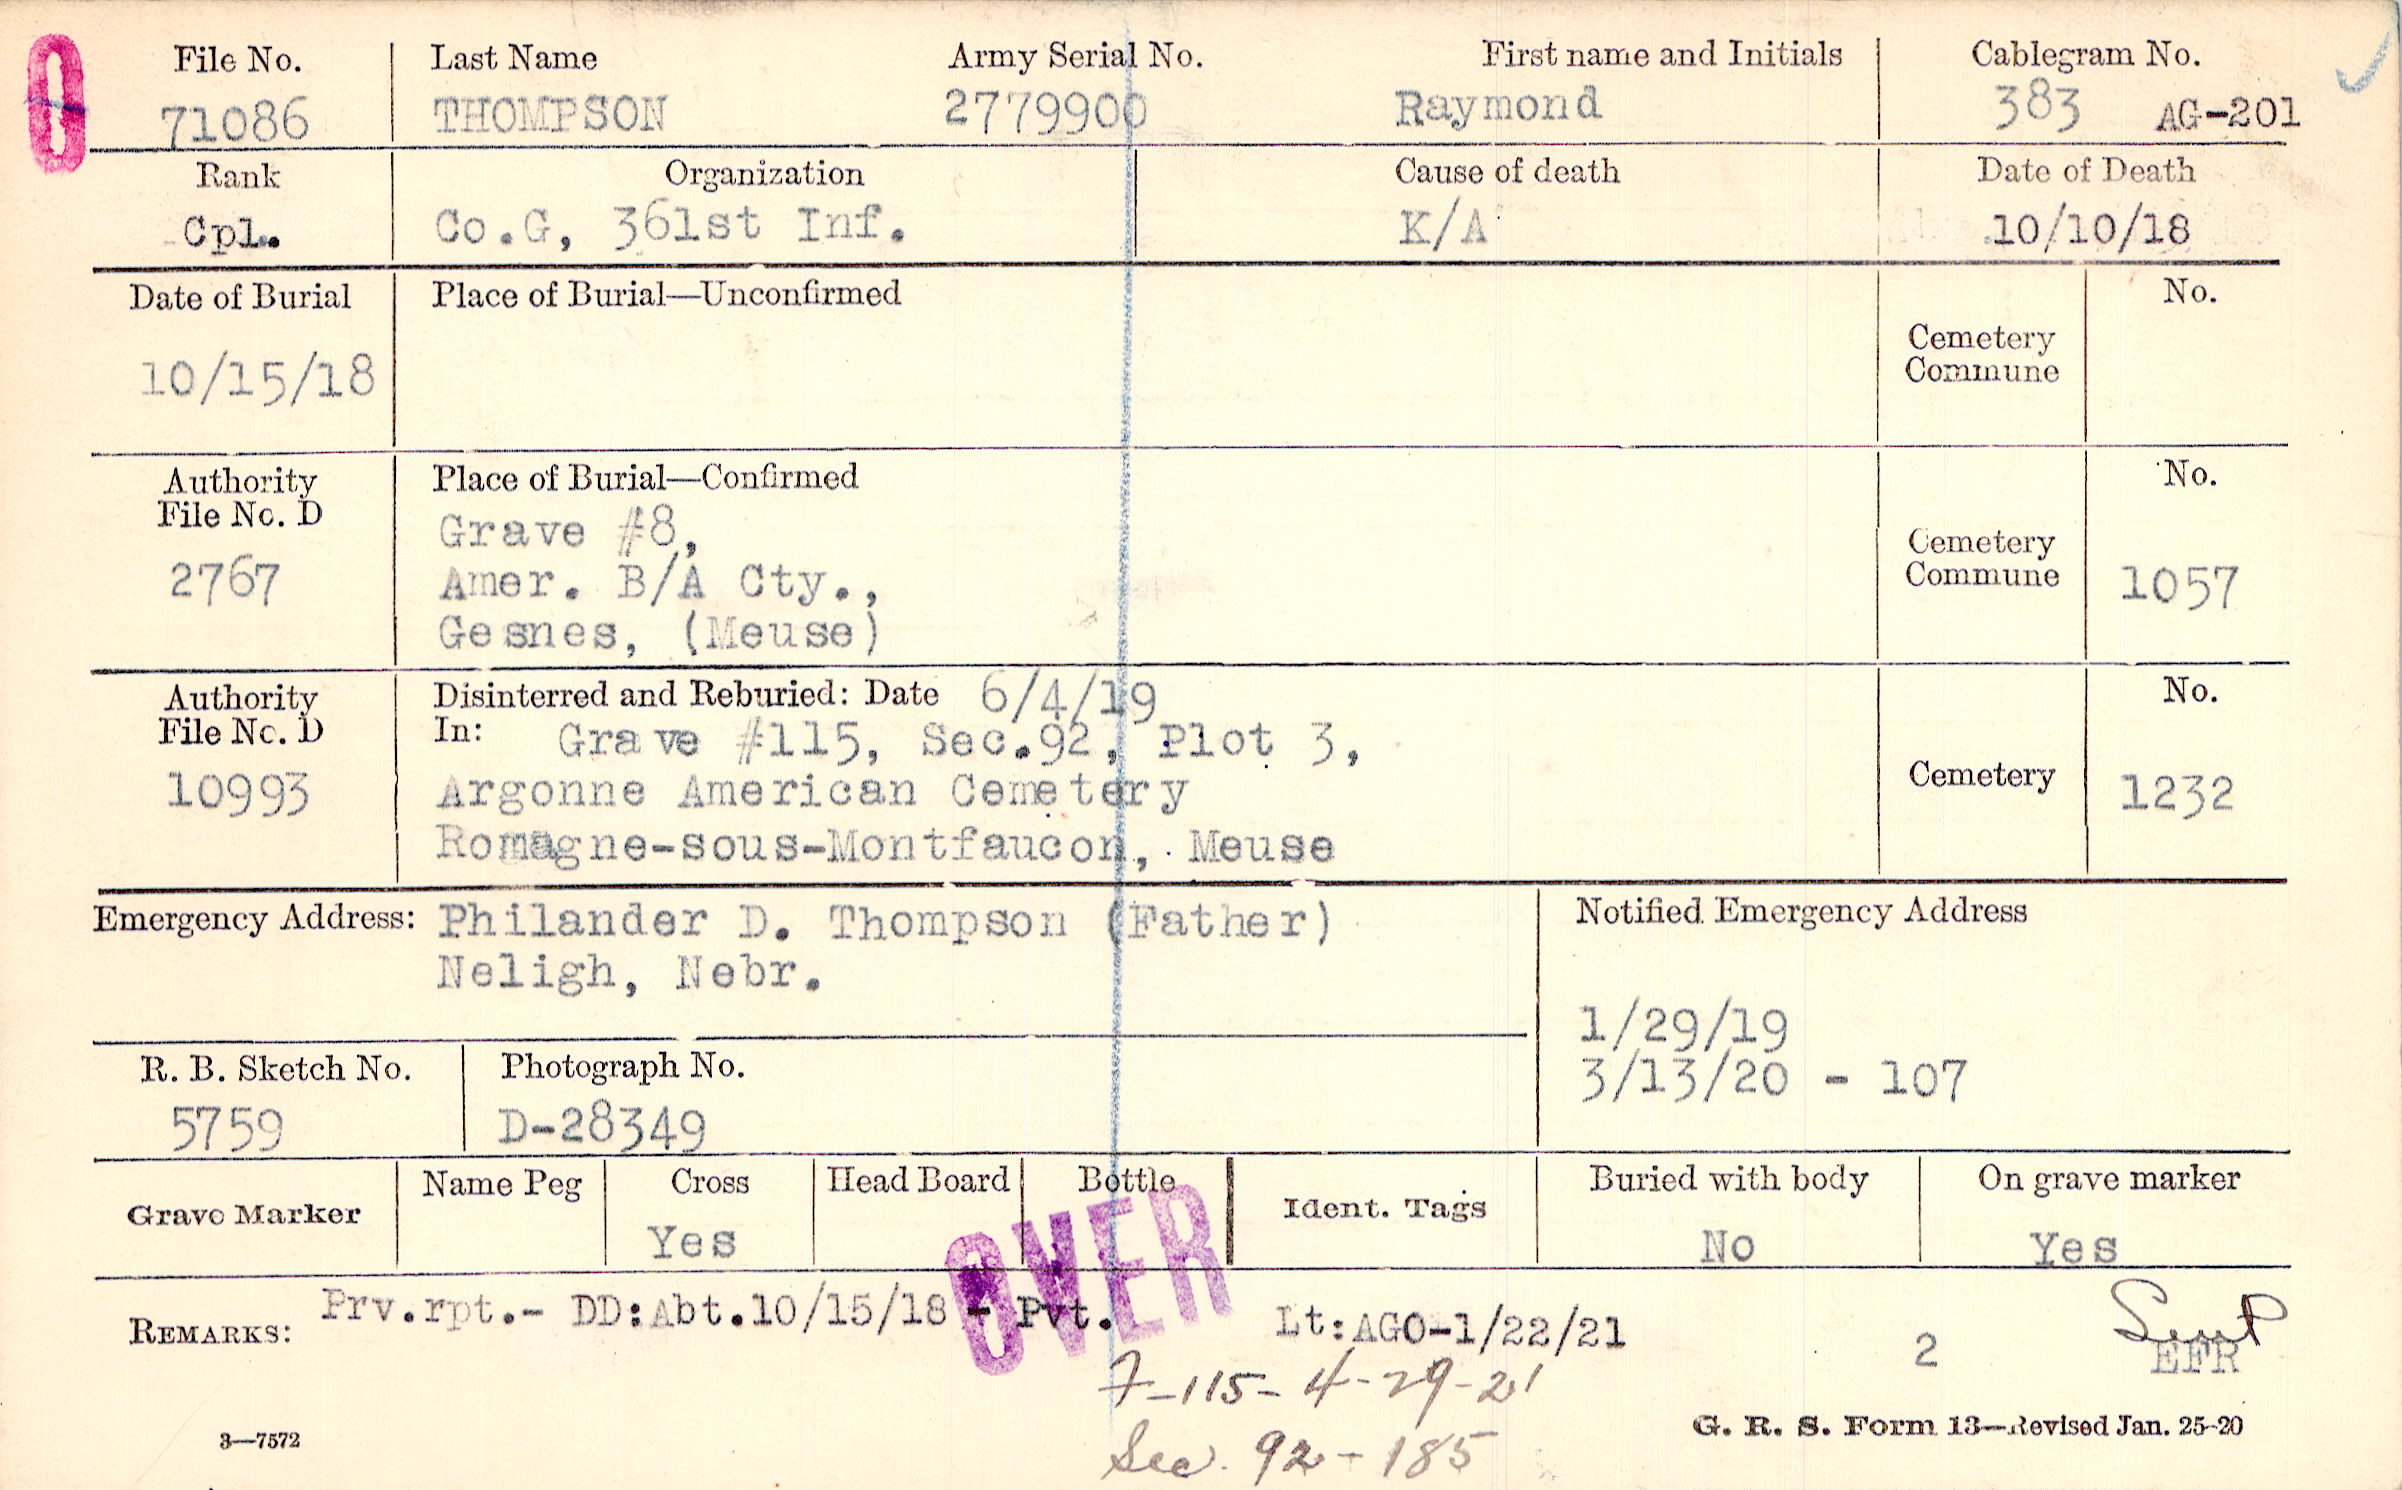 0
File No. Last Name Army Serial No. First name and Initials Cablegram No.
71086 THOMPSON 2779900 Raymond 383 AG-201
Rank Organization Cause of death Date of Death
Cpl. Co.G, 361st Inf. K/A 10/10/18
Date of Burial Place of Burial—Unconfirmed No.
Cemetery
Commune
10/15/18
Authority Place of Burial—Confirmed No.
File No. D Grave #8,
Cemetery
2767 Amer. B/A Cty., Commune 1057
Gesnes, (Meuse)
Authority Disinterred and Reburied: Date 6/4/19 No.
File No. D In: Grave #115, Sec.92, Plot 3,
10993 Argonne American Cemetery Cemetery 1232
Romagne-sous-Montfaucon, Meuse
Emergency Address: Philander D. Thompson (Father) Notified Emergency Address
Neligh, Nebr.
1/29/19
R. B. Sketch No. Photograph No. 3/13/20 - 107
5759 D-28349
Grave Marker Name Peg Cross Head Board Bottle Ident. Tags Buried with body On grave marker
Yes No Yes
OVER
REMARKS: Prv.rpt.- DD:Abt.10/15/18 - Pvt. Lt:AGO-1/22/21 2 EFR
7-115-4-29-21
Sec. 92-185
3—7572 G. R. S. Form 13—Revised Jan. 25-20